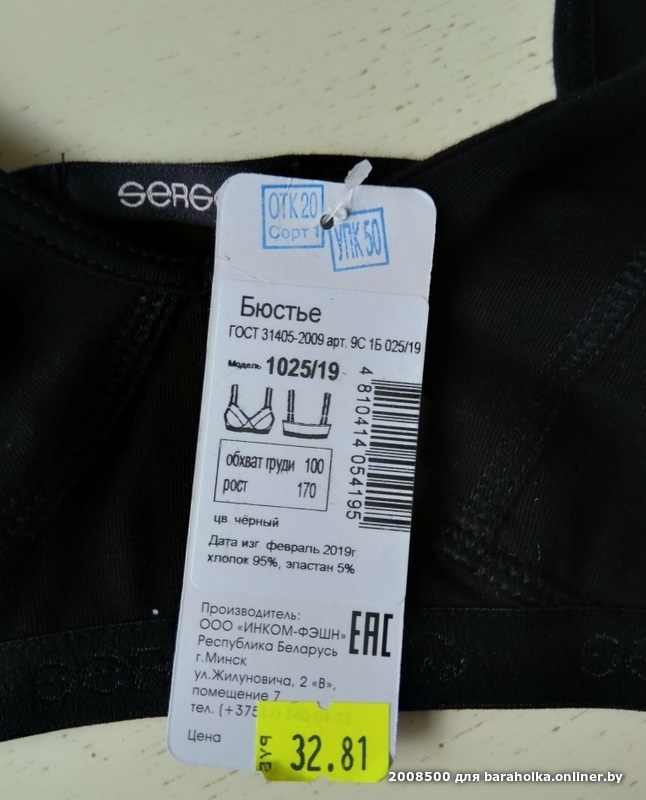 ОТК 20
Сорт 1
УПК 50
Бюстье
ГОСТ 31405-2009 арт. 9С 1Б 025/19
Модель 1025/19
4 810414 054195
обхват груди 100
рост 170
цв. чёрный
Дата изг. февраль 2019г
хлопок 95%, эластан 5%
Производитель:
ООО «ИНКОМ-ФЭШН»
EAC
Республика Беларусь
г.Минск
ул.Жилуновича, 2 «В»,
помещение 7
тел. (+375
Цена
BYР 32.81
2008500 для baraholka.onliner.by